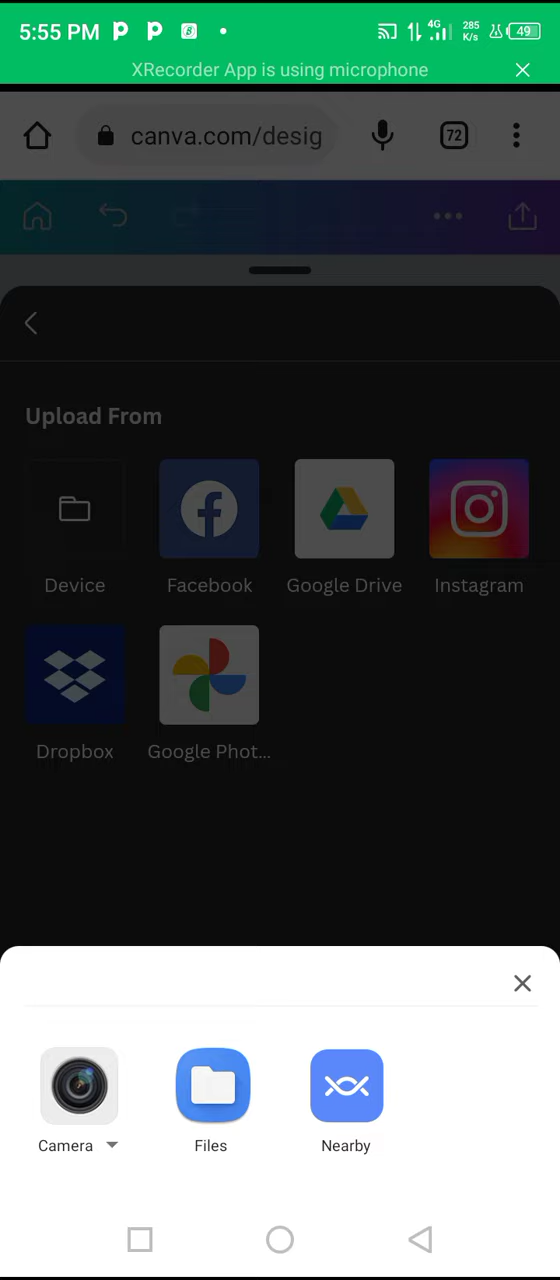 5:55 PM
4G
285
K/s
49
XRecorder App is using microphone
canva.com/desig
72
Upload From
Device
Facebook
Google Drive
Instagram
Dropbox
Google Phot...
Camera
Files
Nearby